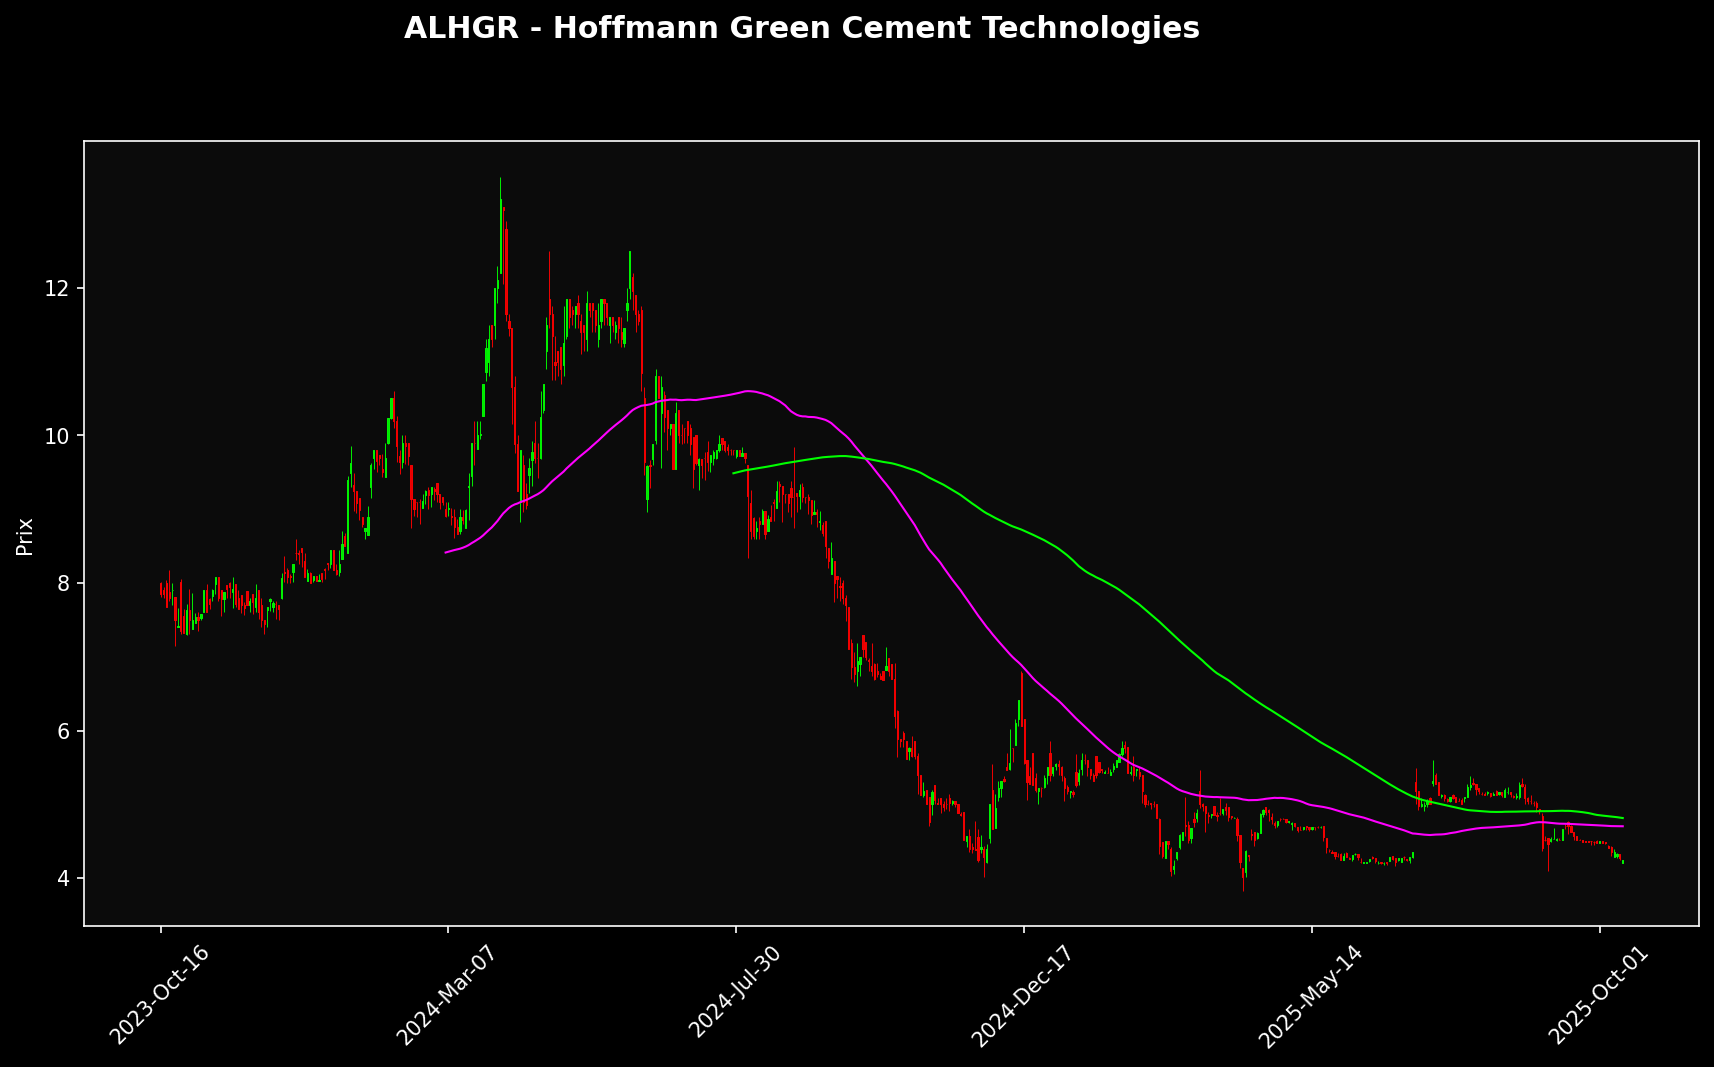 ALHGR - Hoffmann Green Cement Technologies
Prix
12
10
8
6
4
2023-Oct-16
2024-Mar-07
2024-Jul-30
2024-Dec-17
2025-May-14
2025-Oct-01